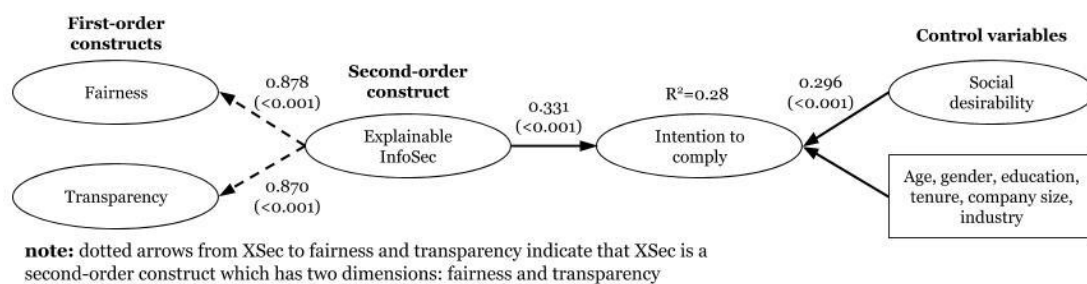 First-order
constructs
Fairness
0.878
(<0.001)
Transparency
0.870
(<0.001)
Second-order
construct
Explainable
InfoSec
0.331
(<0.001)
R²=0.28
Intention to
comply
0.296
(<0.001)
Control variables
Social
desirability
Age, gender, education,
tenure, company size,
industry
note: dotted arrows from XSec to fairness and transparency indicate that XSec is a
second-order construct which has two dimensions: fairness and transparency